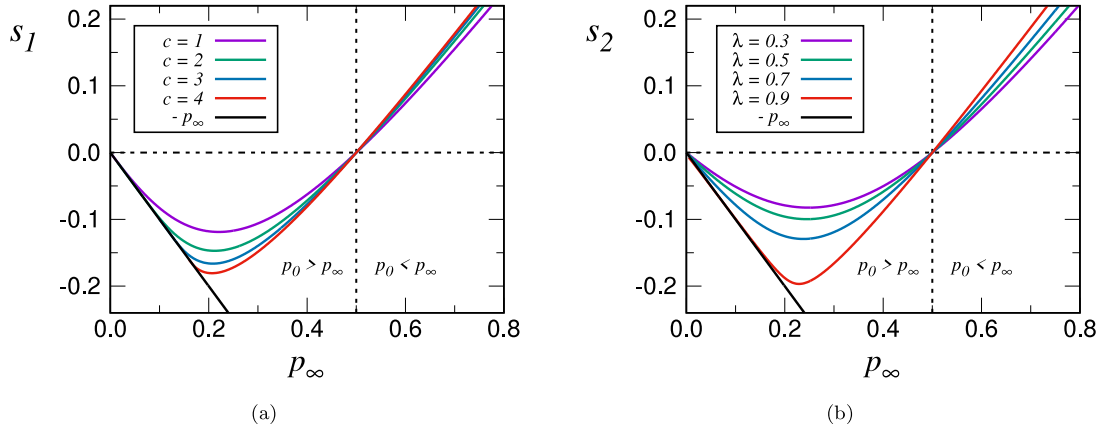 s1
0.2
0.1
0.0
-0.1
-0.2
c = 1
c = 2
c = 3
c = 4
- p∞
p0 > p∞ p0 < p∞
0.0 0.2 0.4 0.6 0.8
p∞
(a)
s2
0.2
0.1
0.0
-0.1
-0.2
λ = 0.3
λ = 0.5
λ = 0.7
λ = 0.9
- p∞
p0 > p∞ p0 < p∞
0.0 0.2 0.4 0.6 0.8
p∞
(b)